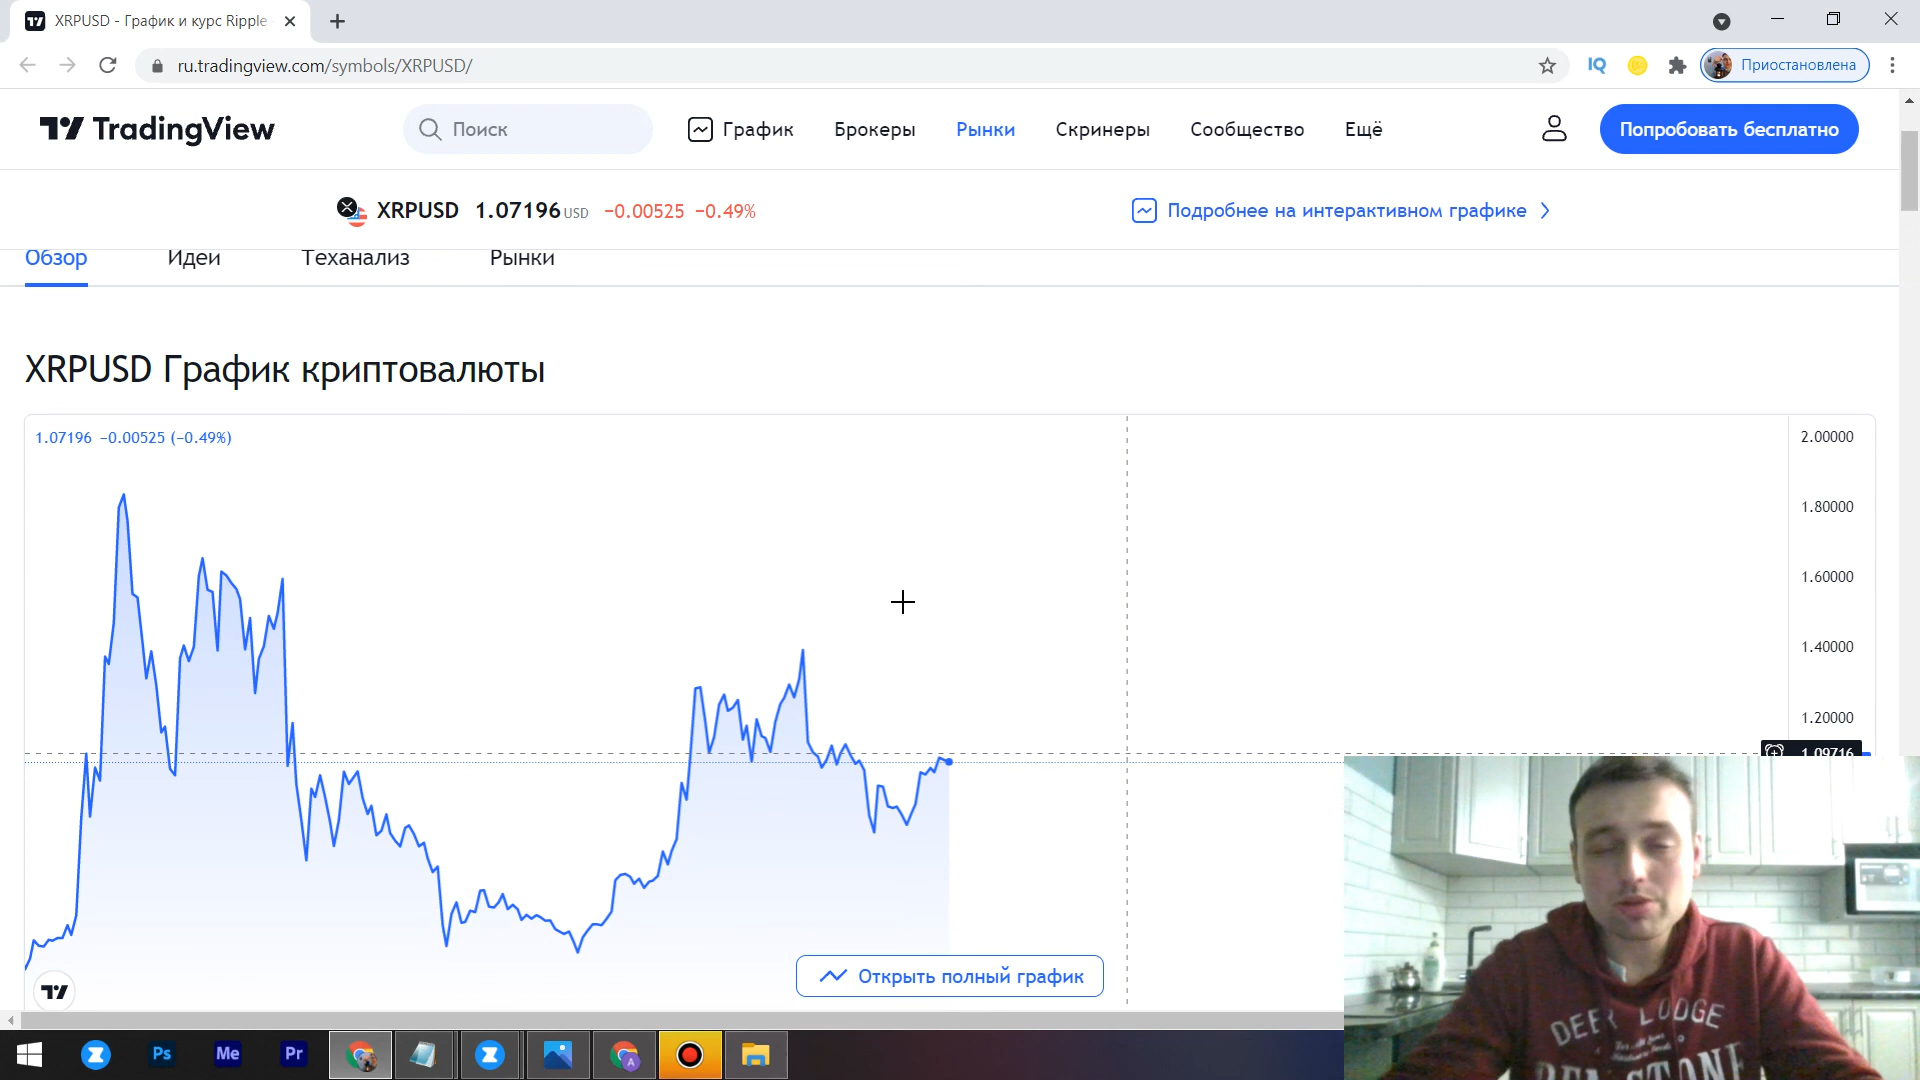 XRPUSD - График и курс Ripple
ru.tradingview.com/symbols/XRPUSD/
IQ
Приостановлена
TradingView
Поиск
График
Брокеры
Рынки
Скринеры
Сообщество
Ещё
Попробовать бесплатно
XRPUSD 1.07196 USD −0.00525 −0.49%
Подробнее на интерактивном графике
Обзор
Идеи
Теханализ
Рынки
XRPUSD График криптовалюты
1.07196 −0.00525 (−0.49%)
2.00000
1.80000
1.60000
1.40000
1.20000
1.09716
Открыть полный график
Ps
Me
Pr
A
DEER LODGE